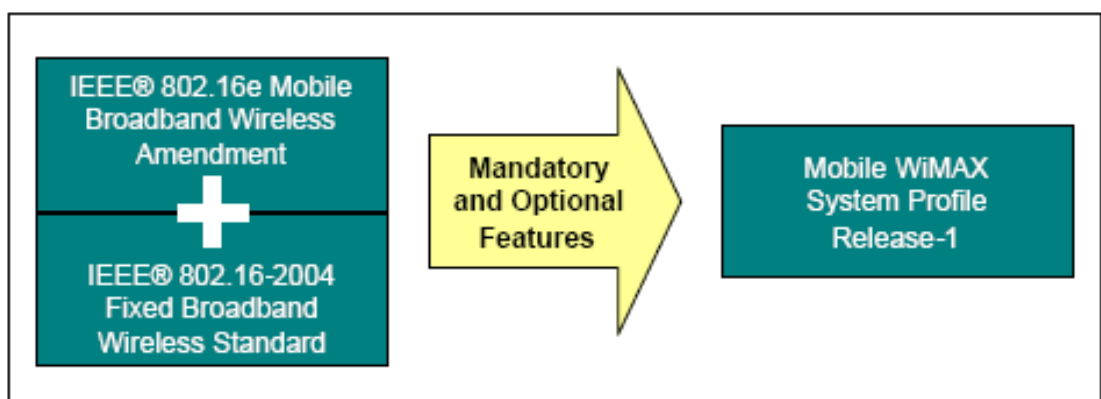 IEEE® 802.16e Mobile
Broadband Wireless
Amendment
IEEE® 802.16-2004
Fixed Broadband
Wireless Standard
Mandatory
and Optional
Features
Mobile WiMAX
System Profile
Release-1